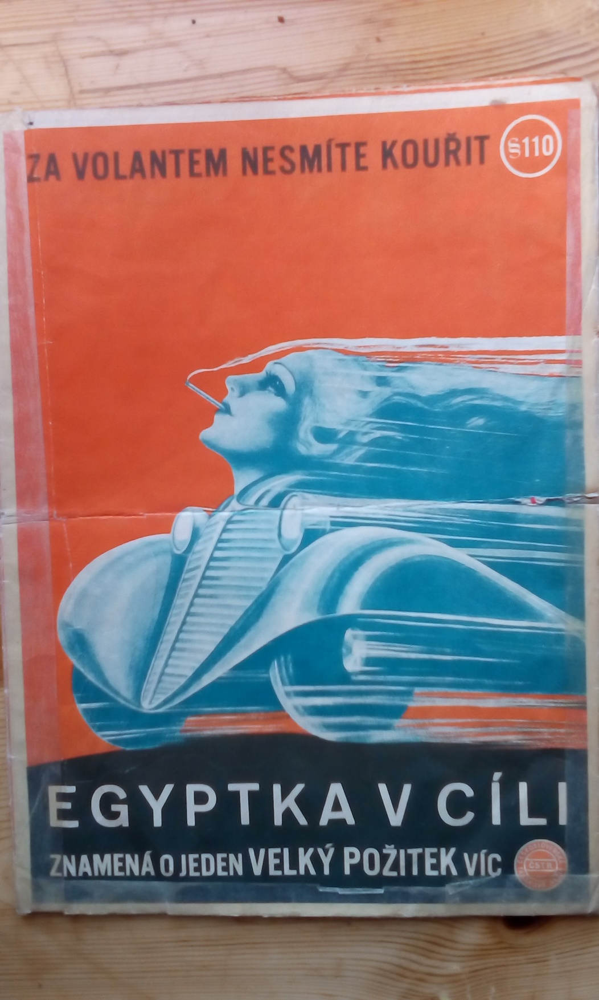 ZA VOLANTEM NESMÍTE KOUŘIT §110
EGYPTKA V CÍLI
ZNAMENÁ O JEDEN VELKÝ POŽITEK VÍC
ČSTR